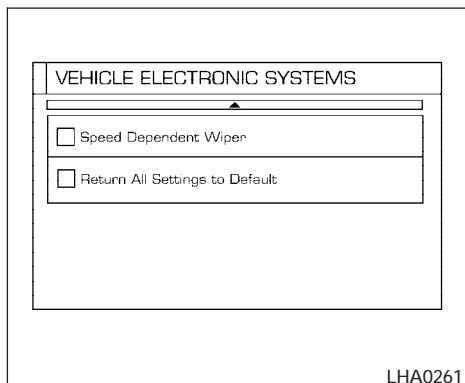 VEHICLE ELECTRONIC SYSTEMS
Speed Dependent Wiper
Return All Settings to Default
LHA0261